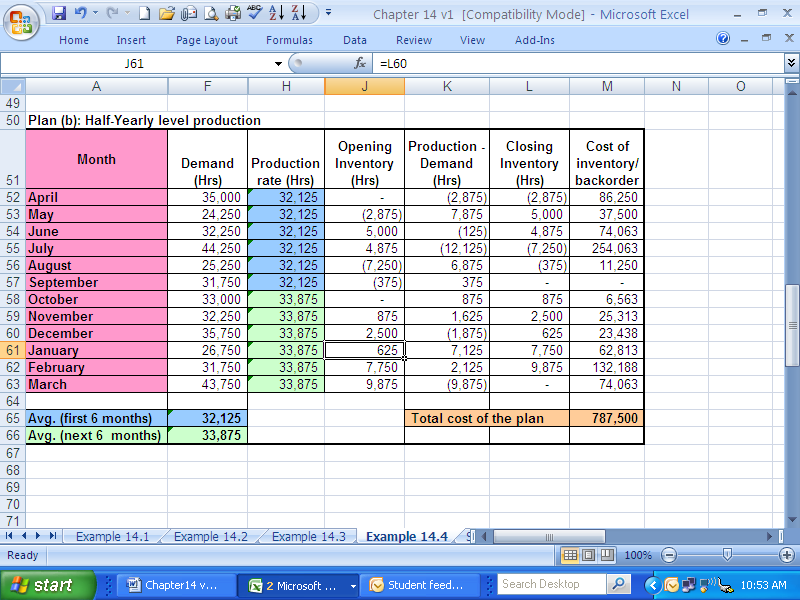 Chapter 14 v1 [Compatibility Mode] - Microsoft Excel
Home Insert Page Layout Formulas Data Review View Add-Ins
J61 fx =L60
A F H J K L M N O
49
50 Plan (b): Half-Yearly level production
51 Month Demand (Hrs) Production rate (Hrs) Opening Inventory (Hrs) Production - Demand (Hrs) Closing Inventory (Hrs) Cost of inventory/ backorder
52 April 35,000 32,125 - (2,875) (2,875) 86,250
53 May 24,250 32,125 (2,875) 7,875 5,000 37,500
54 June 32,250 32,125 5,000 (125) 4,875 74,063
55 July 44,250 32,125 4,875 (12,125) (7,250) 254,063
56 August 25,250 32,125 (7,250) 6,875 (375) 11,250
57 September 31,750 32,125 (375) 375 - -
58 October 33,000 33,875 - 875 875 6,563
59 November 32,250 33,875 875 1,625 2,500 25,313
60 December 35,750 33,875 2,500 (1,875) 625 23,438
61 January 26,750 33,875 625 7,125 7,750 62,813
62 February 31,750 33,875 7,750 2,125 9,875 132,188
63 March 43,750 33,875 9,875 (9,875) - 74,063
64
65 Avg. (first 6 months) 32,125 Total cost of the plan 787,500
66 Avg. (next 6 months) 33,875
67
68
69
70
71
Example 14.1 Example 14.2 Example 14.3 Example 14.4
Ready 100%
start Chapter14 v... 2 Microsoft ... Student feed... Search Desktop 10:53 AM